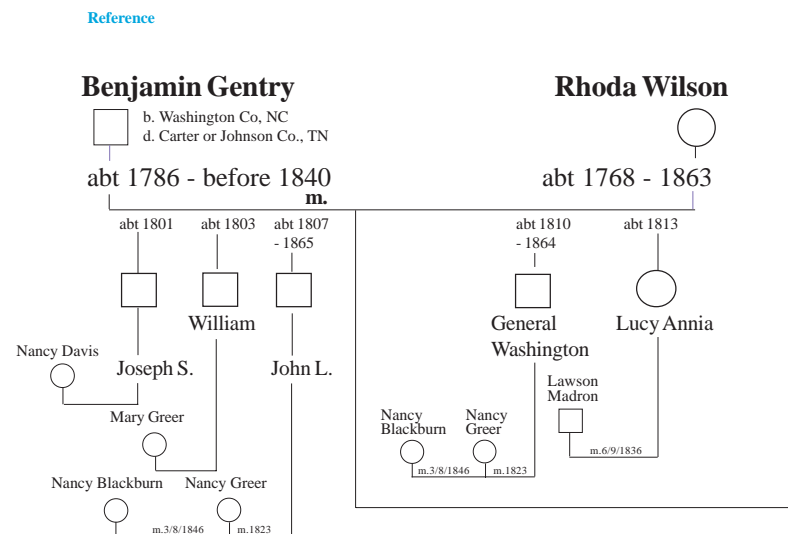 Reference
Benjamin Gentry
Rhoda Wilson
b. Washington Co, NC
d. Carter or Johnson Co., TN
abt 1786 - before 1840
abt 1768 - 1863
m.
abt 1801
abt 1803
abt 1807
- 1865
abt 1810
- 1864
abt 1813
William
General
Washington
Lucy Annia
Nancy Davis
Joseph S.
John L.
Lawson
Madron
Mary Greer
Nancy
Blackburn
Nancy
Greer
m.6/9/1836
m.3/8/1846
m.1823
Nancy Blackburn
Nancy Greer
m.3/8/1846
m.1823